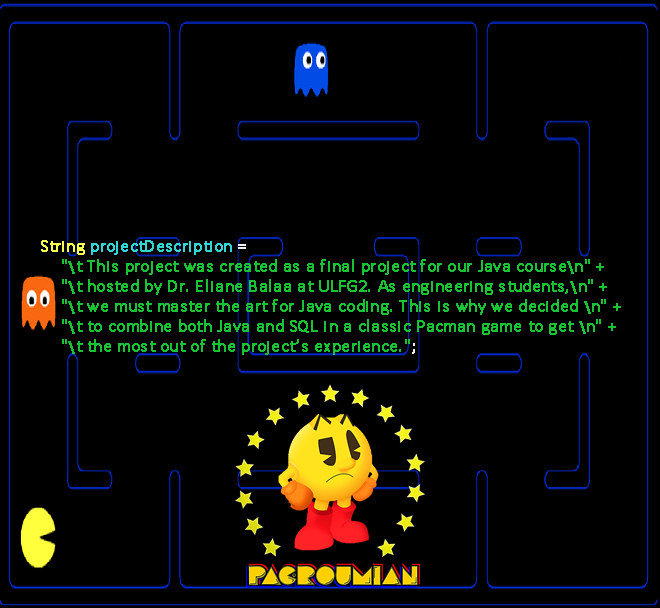 String projectDescription =
"\t This project was created as a final project for our Java course\n" +
"\t hosted by Dr. Eliane Balaa at ULFG2. As engineering students,\n" +
"\t we must master the art for Java coding. This is why we decided \n" +
"\t to combine both Java and SQL in a classic Pacman game to get \n" +
"\t the most out of the project's experience.";
PACROUMIAN